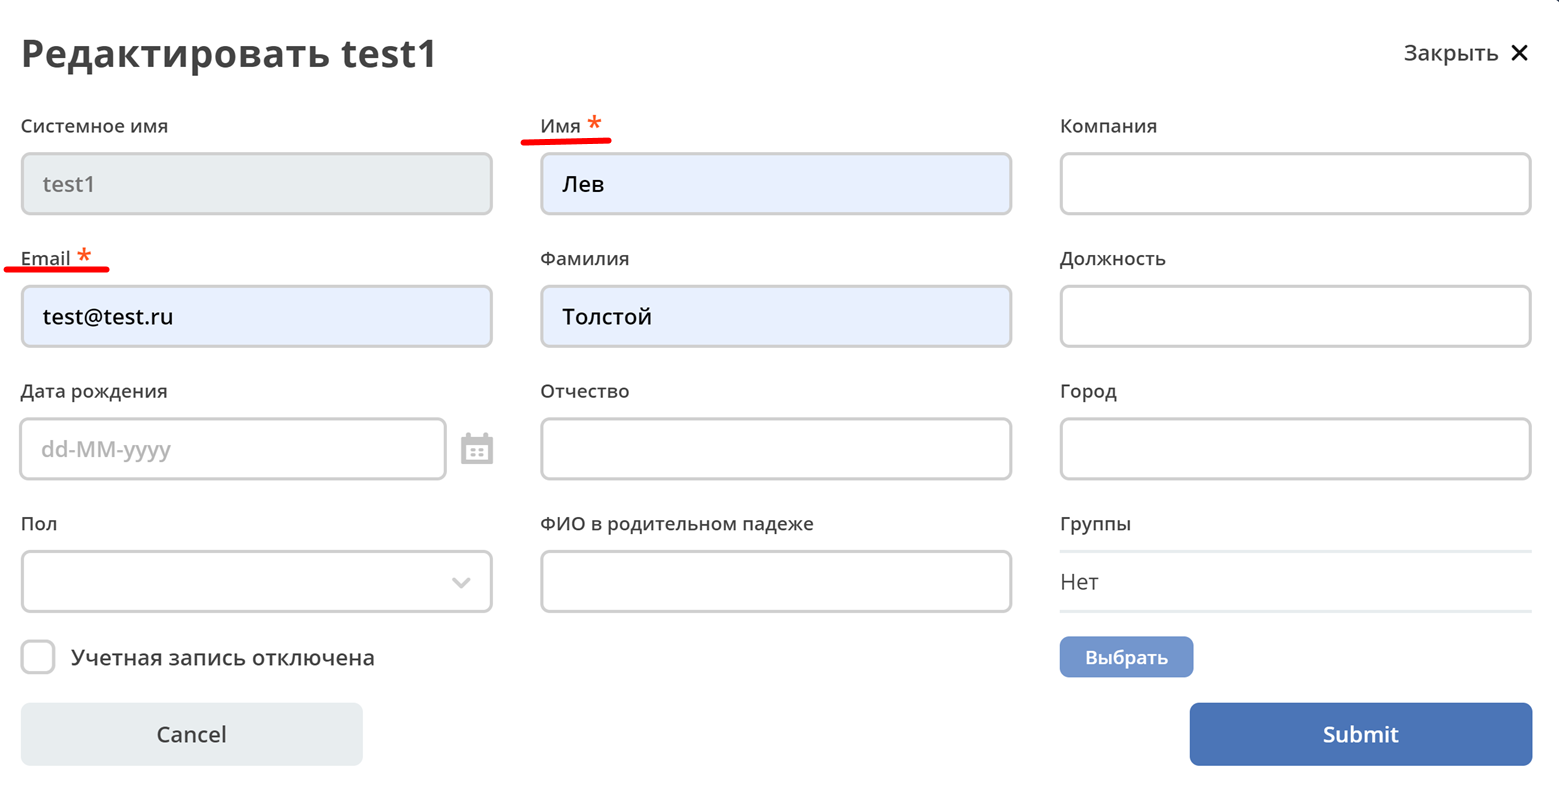 Редактировать test1
Закрыть
Системное имя
Имя *
Компания
test1
Лев
Email *
Фамилия
Должность
test@test.ru
Толстой
Дата рождения
Отчество
Город
dd-MM-yyyy
Пол
ФИО в родительном падеже
Группы
Нет
Учетная запись отключена
Выбрать
Cancel
Submit